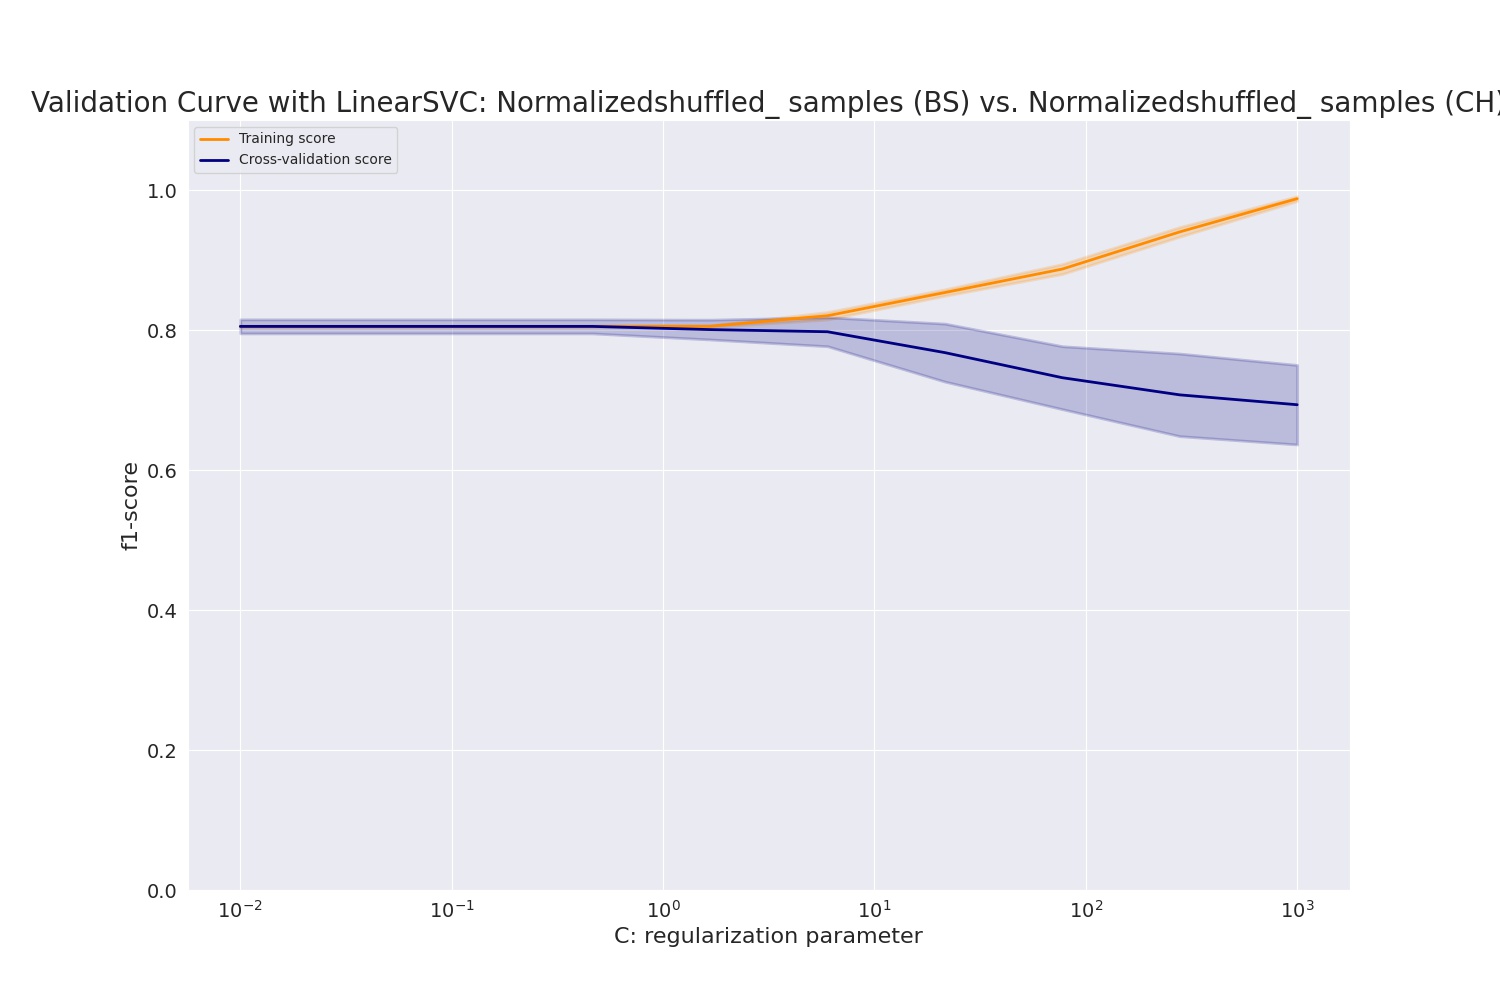 Validation Curve with LinearSVC: Normalizedshuffled_ samples (BS) vs. Normalizedshuffled_ samples (CH)
Training score
Cross-validation score
1.0
0.8
0.6
0.4
0.2
0.0
f1-score
10⁻² 10⁻¹ 10⁰ 10¹ 10² 10³
C: regularization parameter